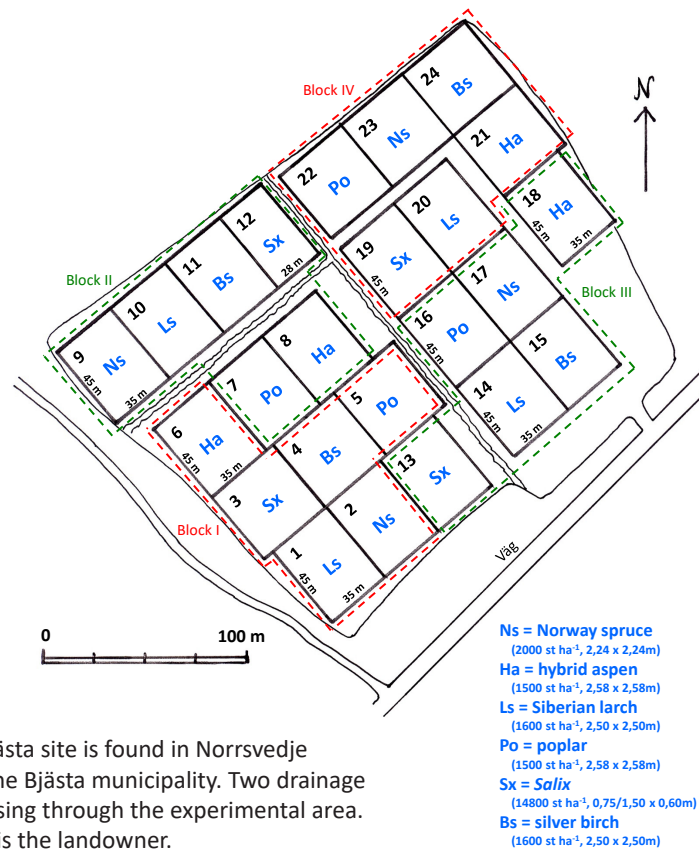 Block IV
24
Bs
23
Ns
22
Po
21
Ha
N
20
Ls
19
Sx
45 m
18
Ha
45 m
35 m
12
Sx
28 m
11
Bs
10
Ls
9
Ns
45 m
35 m
Block II
Block III
17
Ns
16
Po
45 m
15
Bs
14
Ls
45 m
35 m
8
Ha
7
Po
6
Ha
45 m
35 m
5
Po
4
Bs
3
Sx
13
Sx
2
Ns
1
Ls
45 m
35 m
Block I
Väg
0 100 m
Ns = Norway spruce
(2000 st ha-1, 2,24 x 2,24m)
Ha = hybrid aspen
(1500 st ha-1, 2,58 x 2,58m)
Ls = Siberian larch
(1600 st ha-1, 2,50 x 2,50m)
Po = poplar
(1500 st ha-1, 2,58 x 2,58m)
Sx = Salix
(14800 st ha-1, 0,75/1,50 x 0,60m)
Bs = silver birch
(1600 st ha-1, 2,50 x 2,50m)
ästa site is found in Norrsvedje
ne Bjästa municipality. Two drainage
sing through the experimental area.
is the landowner.